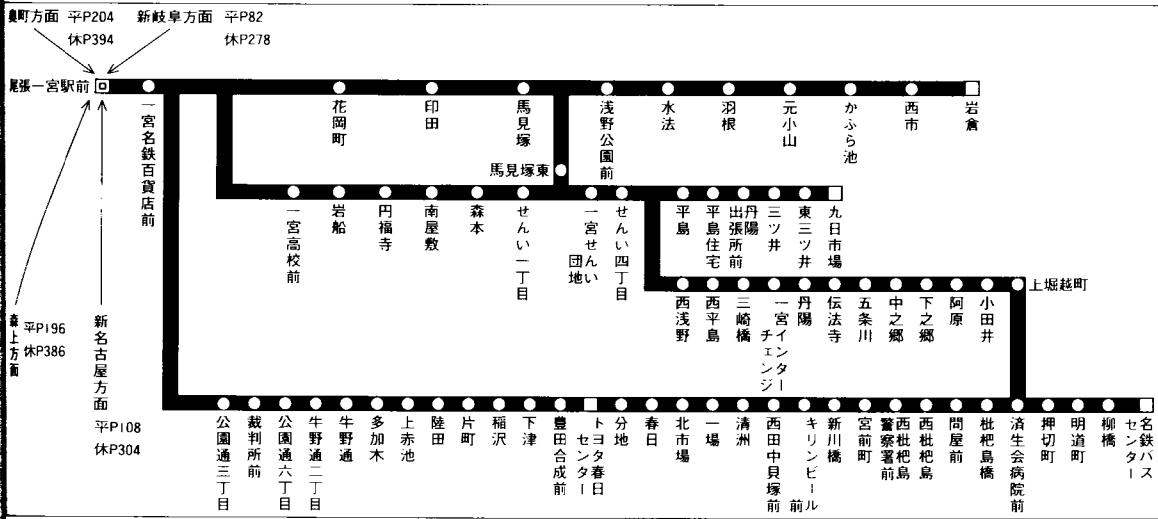 奥町方面 平P204
休P394
新岐阜方面 平P82
休P278
尾張一宮駅前
一宮名鉄百貨店前
花岡町
印田
馬見塚
浅野公園前
水法
羽根
元小山
かぶら池
西市
岩倉
馬見塚東
一宮高校前
岩船
円福寺
南屋敷
森本
せんい一丁目
一宮せんい
団地
せんい四丁目
平島
平島住宅
丹陽
出張所前
三ツ井
東三ツ井
九日市場
上堀越町
西浅野
西平島
三崎橋
一宮インター
チェンジ
丹陽
伝法寺
五条川
中之郷
下之郷
阿原
小田井
森上方面
平P196
休P386
新名古屋方面
平P108
休P304
公園通三丁目
裁判所前
公園通六丁目
牛野通二丁目
牛野通
多加木
上赤池
陸田
片町
稲沢
下津
豊田合成前
トヨタ春日
センター
分地
春日
北市場
一場
清洲
西田中貝塚前
キリンビール
前
新川橋
宮前町
西枇杷島
警察署前
西枇杷島
問屋前
枇杷島橋
済生会病院前
押切町
明道町
柳橋
名鉄バス
センター